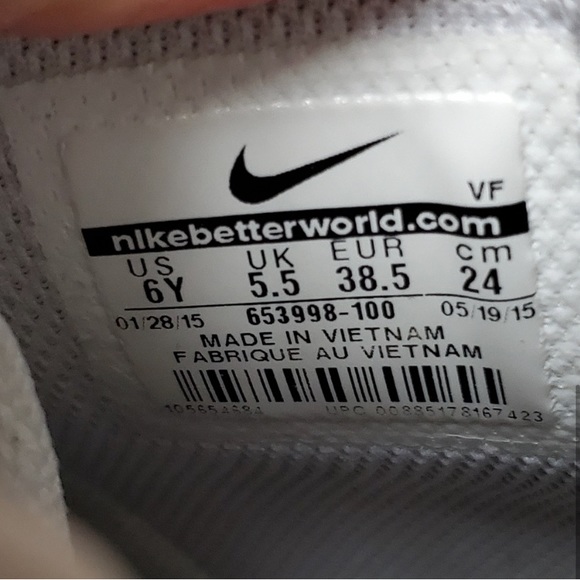 VF
nikebetterworld.com
US UK EUR cm
6Y 5.5 38.5 24
01/28/15 653998-100 05/19/15
MADE IN VIETNAM
FABRIQUE AU VIETNAM
UPC 00885178167423